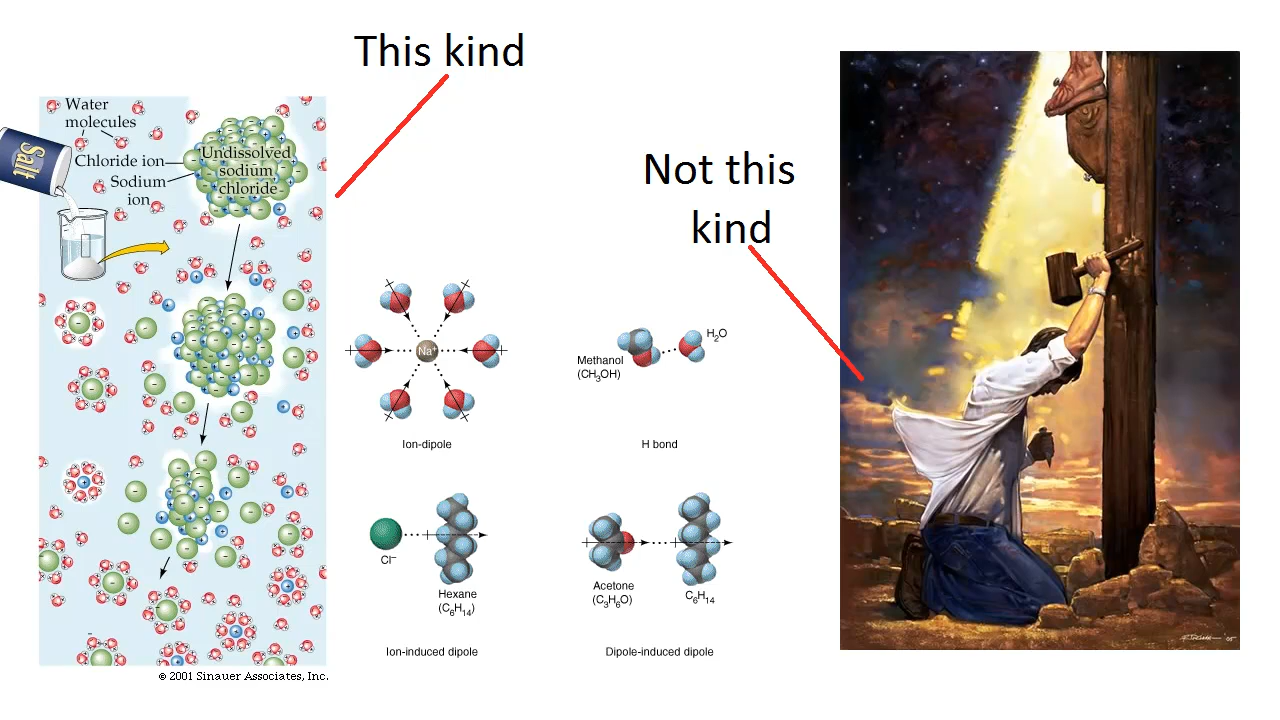 This kind
Not this
kind
Water
molecules
Salt
Chloride ion
Sodium
ion
Undissolved
sodium
chloride
Na⁺
Ion-dipole
Methanol
(CH₃OH)
H₂O
H bond
Cl⁻
Hexane
(C₆H₁₄)
Ion-induced dipole
Acetone
(C₃H₆O)
C₆H₁₄
Dipole-induced dipole
© 2001 Sinauer Associates, Inc.